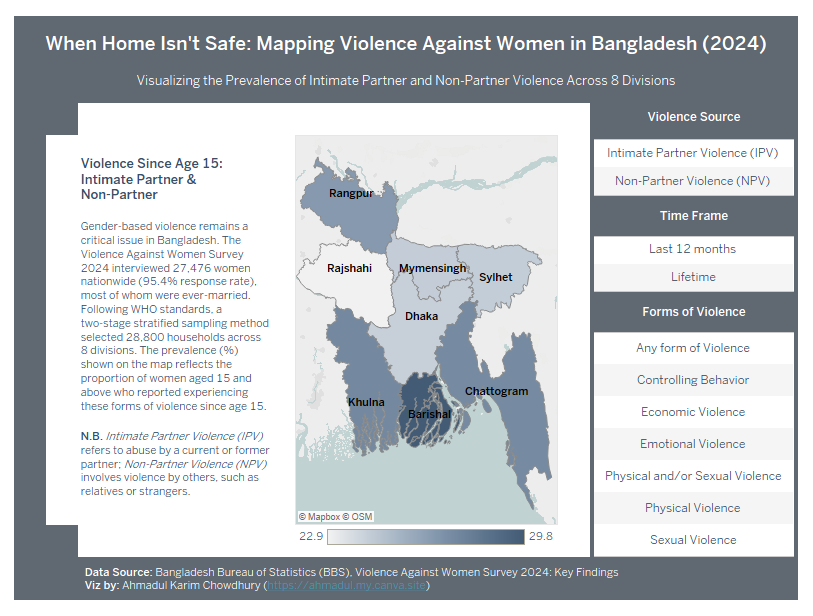 When Home Isn't Safe: Mapping Violence Against Women in Bangladesh (2024)
Visualizing the Prevalence of Intimate Partner and Non-Partner Violence Across 8 Divisions
Violence Since Age 15:
Intimate Partner &
Non-Partner
Gender-based violence remains a
critical issue in Bangladesh. The
Violence Against Women Survey
2024 interviewed 27,476 women
nationwide (95.4% response rate),
most of whom were ever-married.
Following WHO standards, a
two-stage stratified sampling method
selected 28,800 households across
8 divisions. The prevalence (%)
shown on the map reflects the
proportion of women aged 15 and
above who reported experiencing
these forms of violence since age 15.
N.B. Intimate Partner Violence (IPV)
refers to abuse by a current or former
partner; Non-Partner Violence (NPV)
involves violence by others, such as
relatives or strangers.
Rangpur
Rajshahi
Mymensingh
Sylhet
Dhaka
Khulna
Barishal
Chattogram
© Mapbox © OSM
22.9
29.8
Violence Source
Intimate Partner Violence (IPV)
Non-Partner Violence (NPV)
Time Frame
Last 12 months
Lifetime
Forms of Violence
Any form of Violence
Controlling Behavior
Economic Violence
Emotional Violence
Physical and/or Sexual Violence
Physical Violence
Sexual Violence
Data Source: Bangladesh Bureau of Statistics (BBS). Violence Against Women Survey 2024: Key Findings
Viz by: Ahmadul Karim Chowdhury (https://ahmadul.my.canva.site)